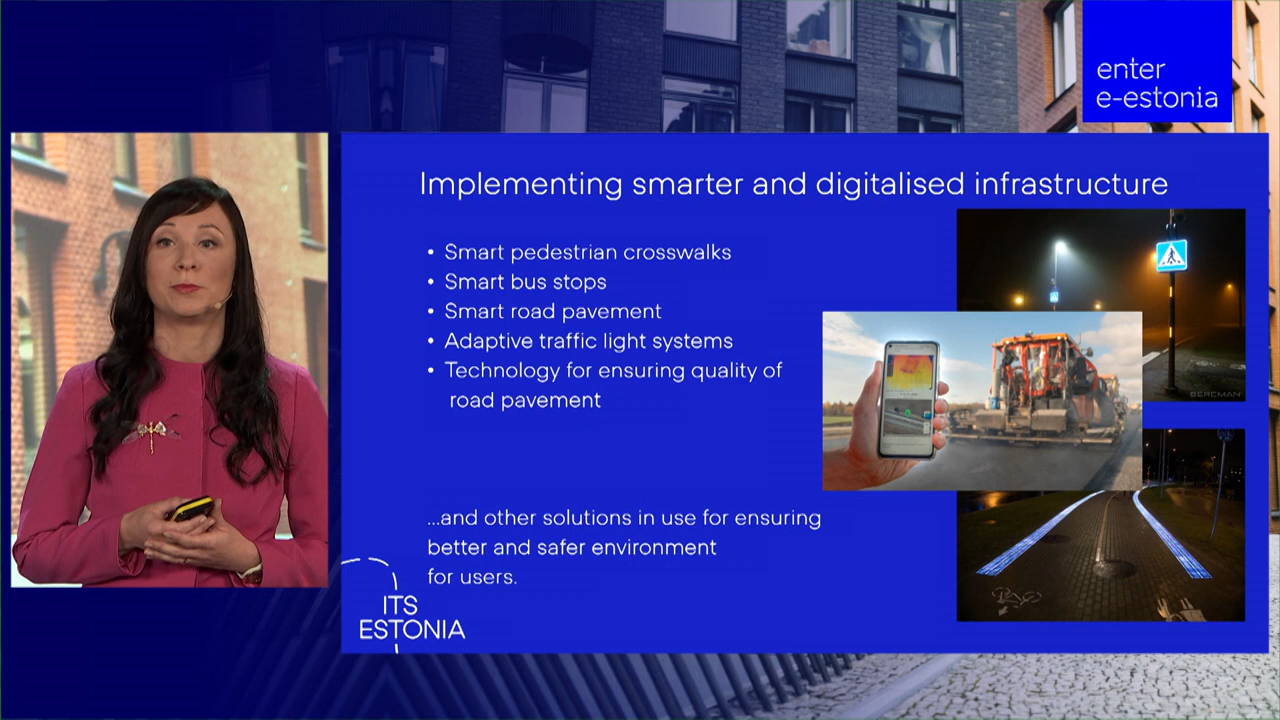 enter
e-estonia
Implementing smarter and digitalised infrastructure
• Smart pedestrian crosswalks
• Smart bus stops
• Smart road pavement
• Adaptive traffic light systems
• Technology for ensuring quality of
road pavement
BERCMAN
...and other solutions in use for ensuring
better and safer environment
for users.
ITS
ESTONIA